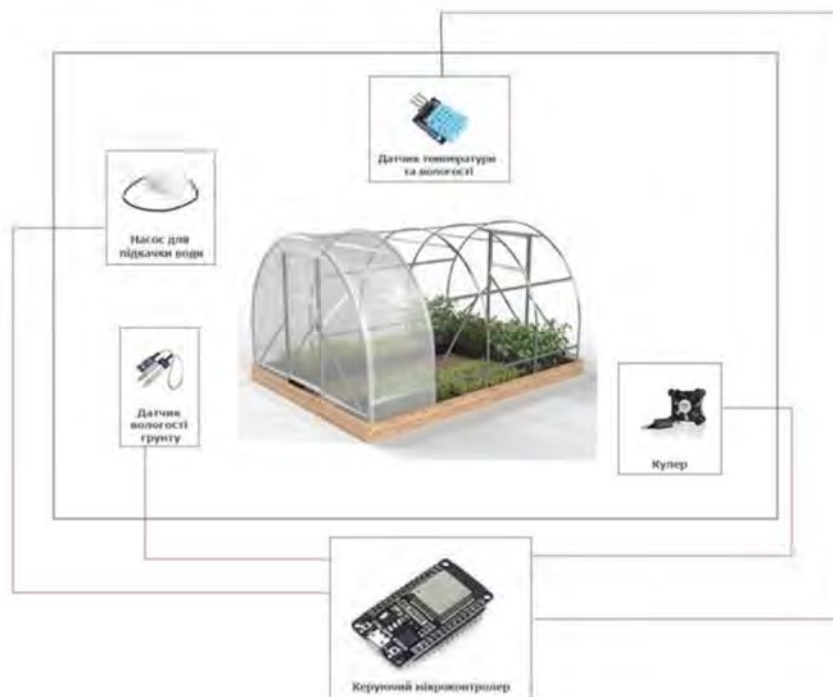 Датчик температури
та вологості
Насос для
підкачки води
Датчик
вологості
грунту
Кулер
Керуючий мікроконтролер